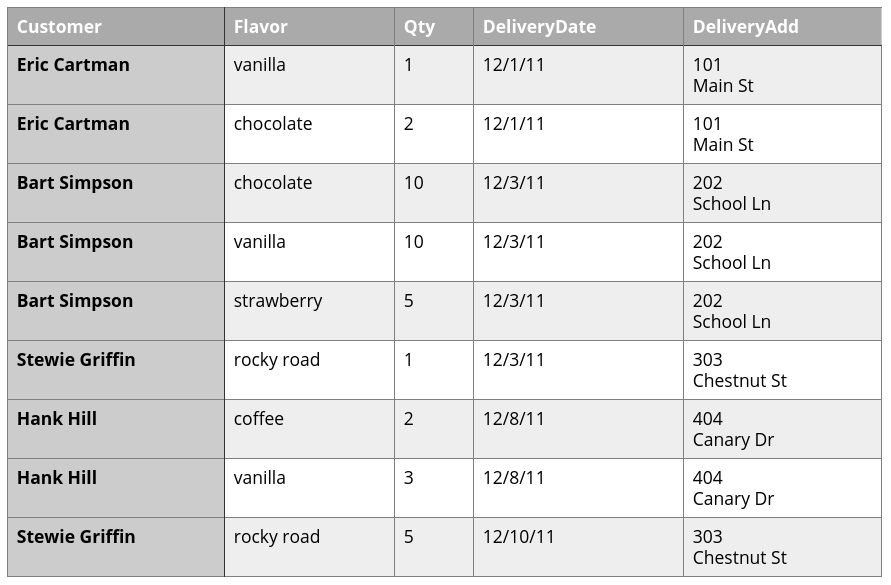 Customer Flavor Qty DeliveryDate DeliveryAdd
Eric Cartman vanilla 1 12/1/11 101
Main St
Eric Cartman chocolate 2 12/1/11 101
Main St
Bart Simpson chocolate 10 12/3/11 202
School Ln
Bart Simpson vanilla 10 12/3/11 202
School Ln
Bart Simpson strawberry 5 12/3/11 202
School Ln
Stewie Griffin rocky road 1 12/3/11 303
Chestnut St
Hank Hill coffee 2 12/8/11 404
Canary Dr
Hank Hill vanilla 3 12/8/11 404
Canary Dr
Stewie Griffin rocky road 5 12/10/11 303
Chestnut St